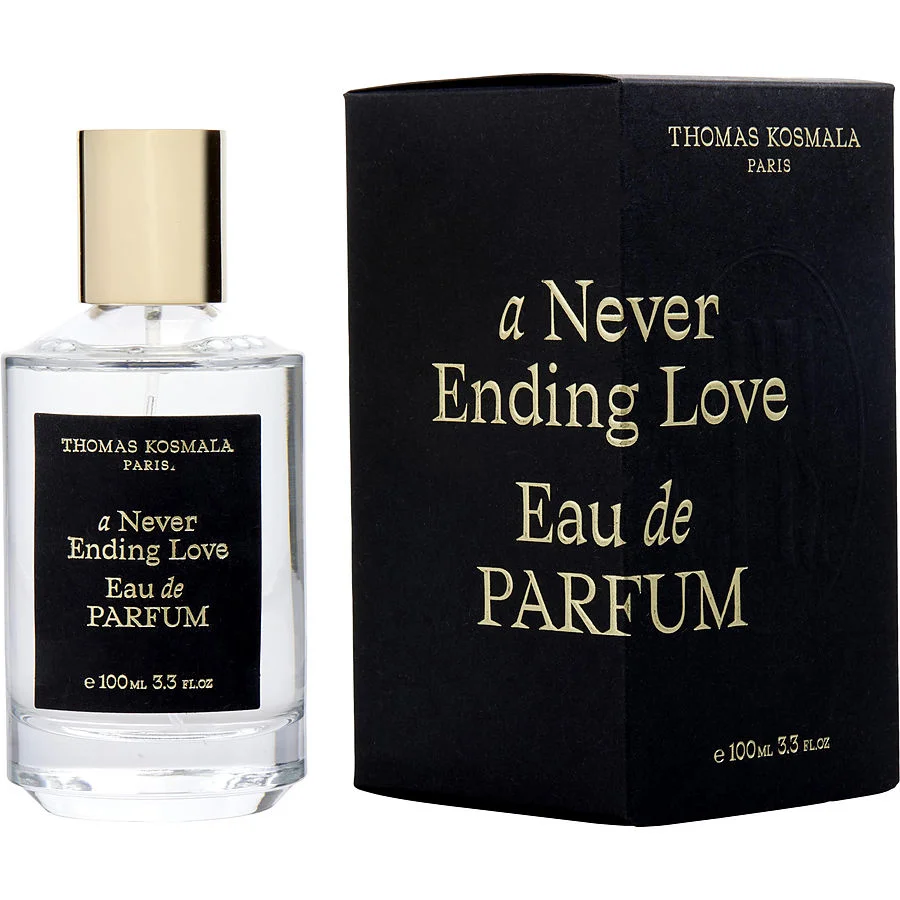 THOMAS KOSMALA
PARIS
a Never
Ending Love
Eau de
PARFUM
e 100ML 3.3 FL.OZ
THOMAS KOSMALA
PARIS
a Never
Ending Love
Eau de
PARFUM
e 100ML 3.3 FL.OZ